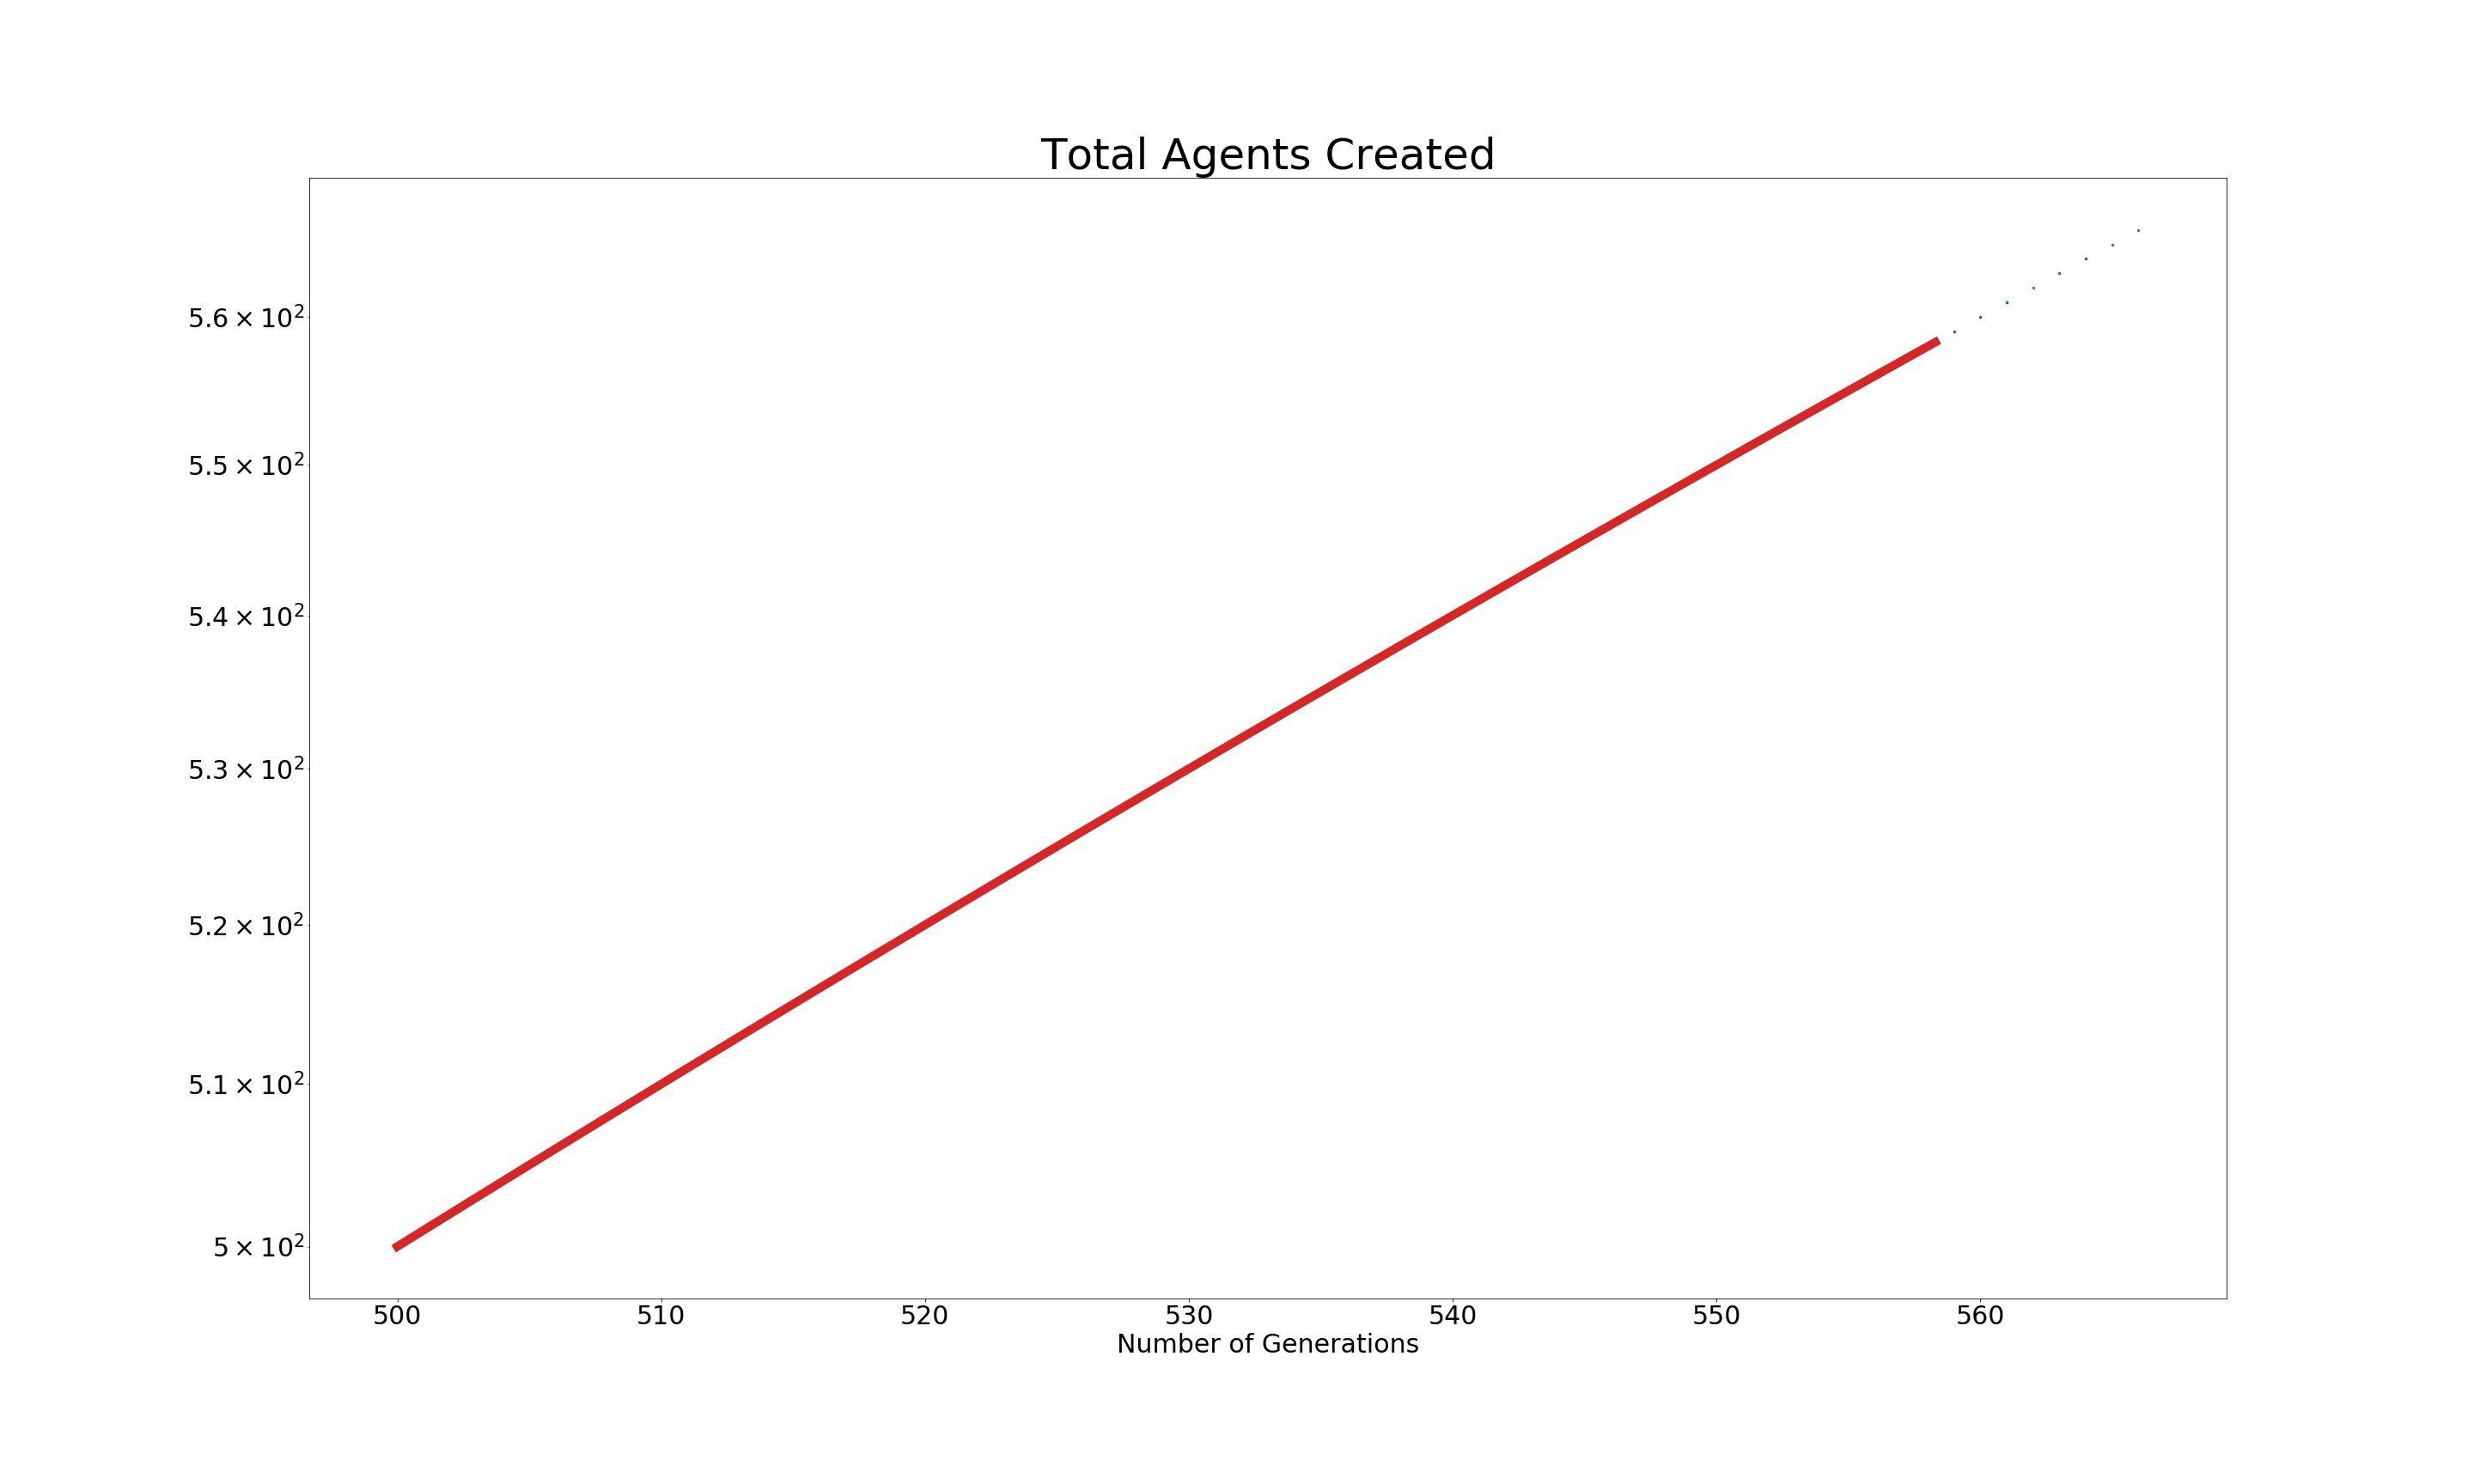 Total Agents Created
5.6 × 10²
5.5 × 10²
5.4 × 10²
5.3 × 10²
5.2 × 10²
5.1 × 10²
5 × 10²
500 510 520 530 540 550 560
Number of Generations